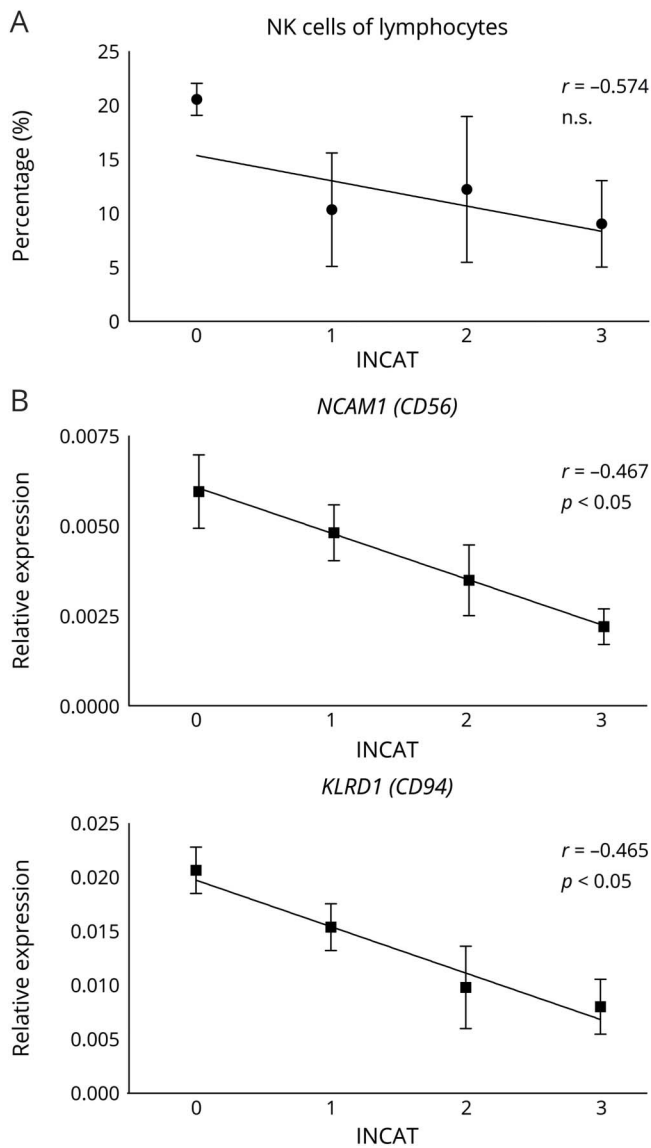 A
NK cells of lymphocytes
25
20
15
10
5
0
Percentage (%)
r = –0.574
n.s.
0 1 2 3
INCAT
B
NCAM1 (CD56)
0.0075
0.0050
0.0025
0.0000
Relative expression
r = –0.467
p < 0.05
0 1 2 3
INCAT
KLRD1 (CD94)
0.025
0.020
0.015
0.010
0.005
0.000
Relative expression
r = –0.465
p < 0.05
0 1 2 3
INCAT